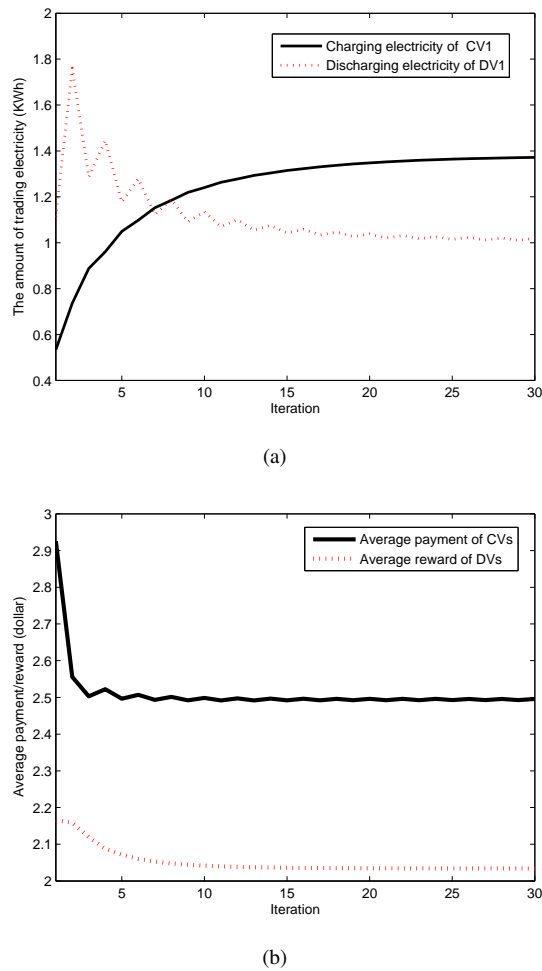 2
1.8
1.6
1.4
1.2
1
0.8
0.6
0.4
The amount of trading electricity (KWh)
Charging electricity of CV1
Discharging electricity of DV1
5 10 15 20 25 30
Iteration
(a)
3
2.9
2.8
2.7
2.6
2.5
2.4
2.3
2.2
2.1
2
Average payment/reward (dollar)
Average payment of CVs
Average reward of DVs
5 10 15 20 25 30
Iteration
(b)